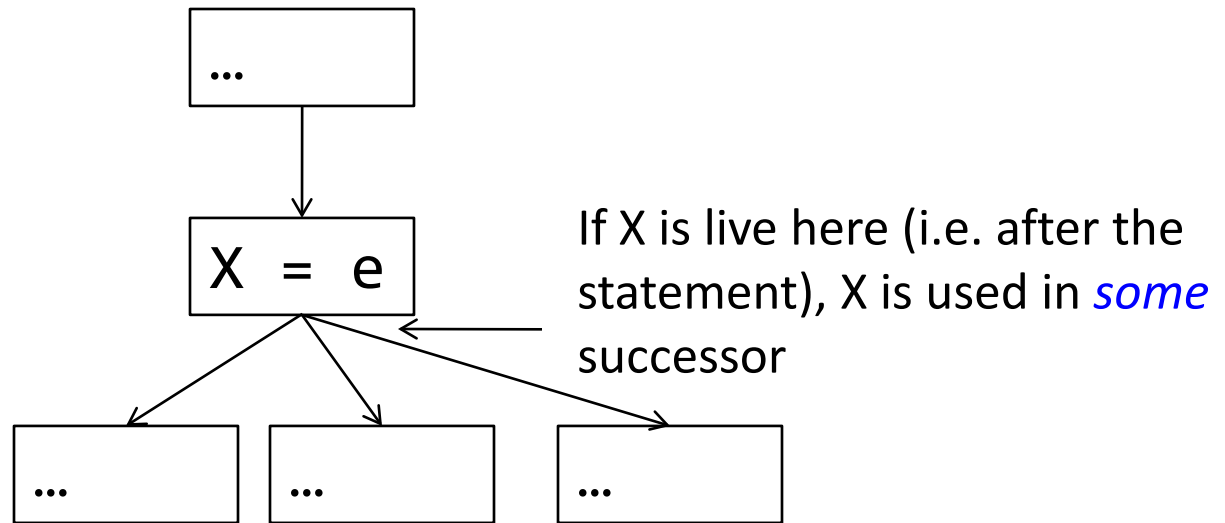 ...
X = e
If X is live here (i.e. after the
statement), X is used in some
successor
... ... ...